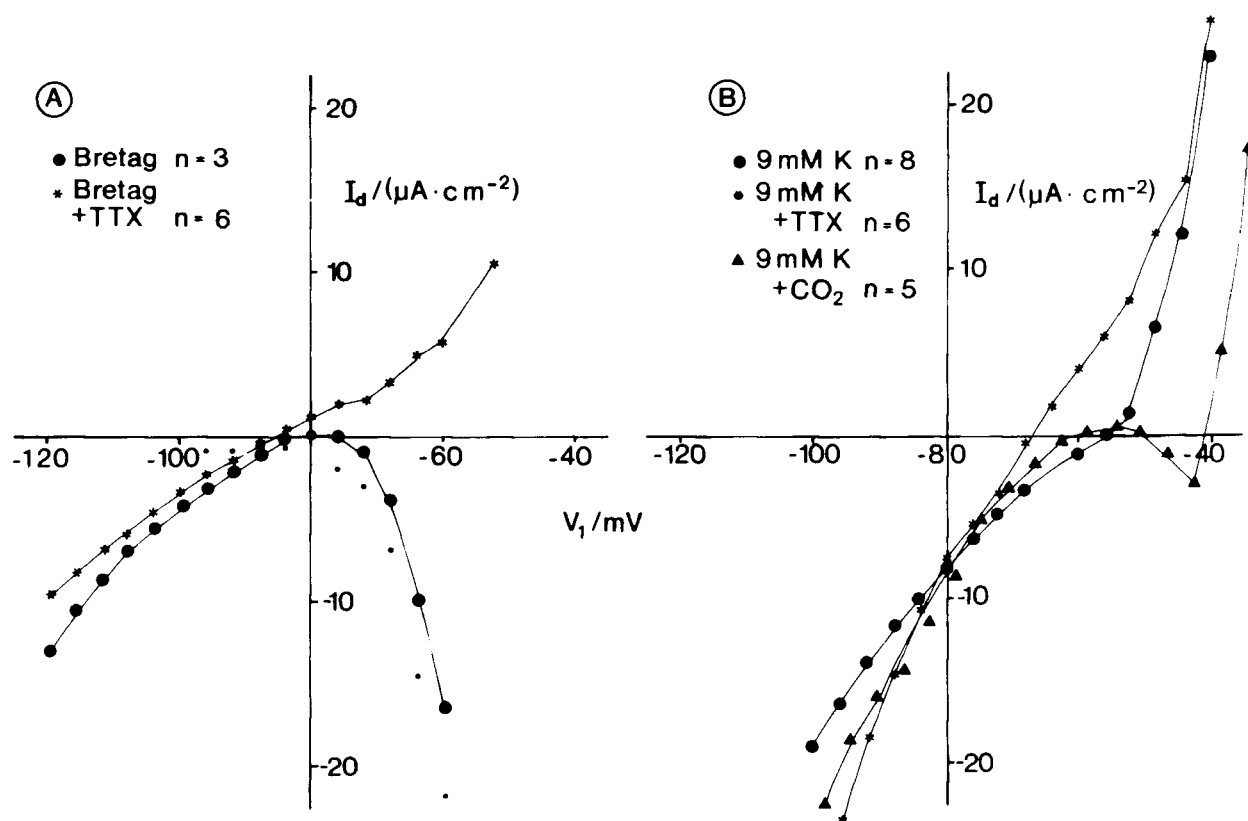 A
● Bretag n = 3
* Bretag
+TTX n = 6
I_d/(μA·cm⁻²)
20
10
-120
-100
-60
-40
-10
-20
V₁/mV
B
● 9 mM K n = 8
* 9 mM K
+TTX n = 6
▲ 9 mM K
+CO₂ n = 5
I_d/(μA·cm⁻²)
20
10
-120
-100
-80
-60
-40
-10
-20